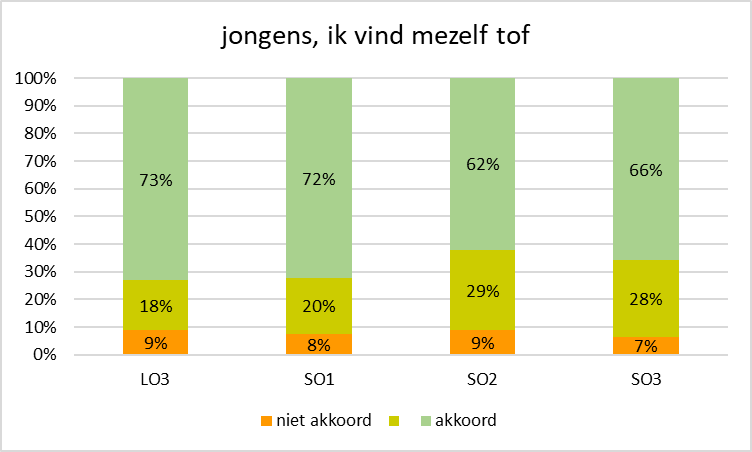 jongens, ik vind mezelf tof
100%
90%
80%
70%
60%
50%
40%
30%
20%
10%
0%
73% 72% 62% 66%
18% 20% 29% 28%
9% 8% 9% 7%
LO3 SO1 SO2 SO3
niet akkoord akkoord